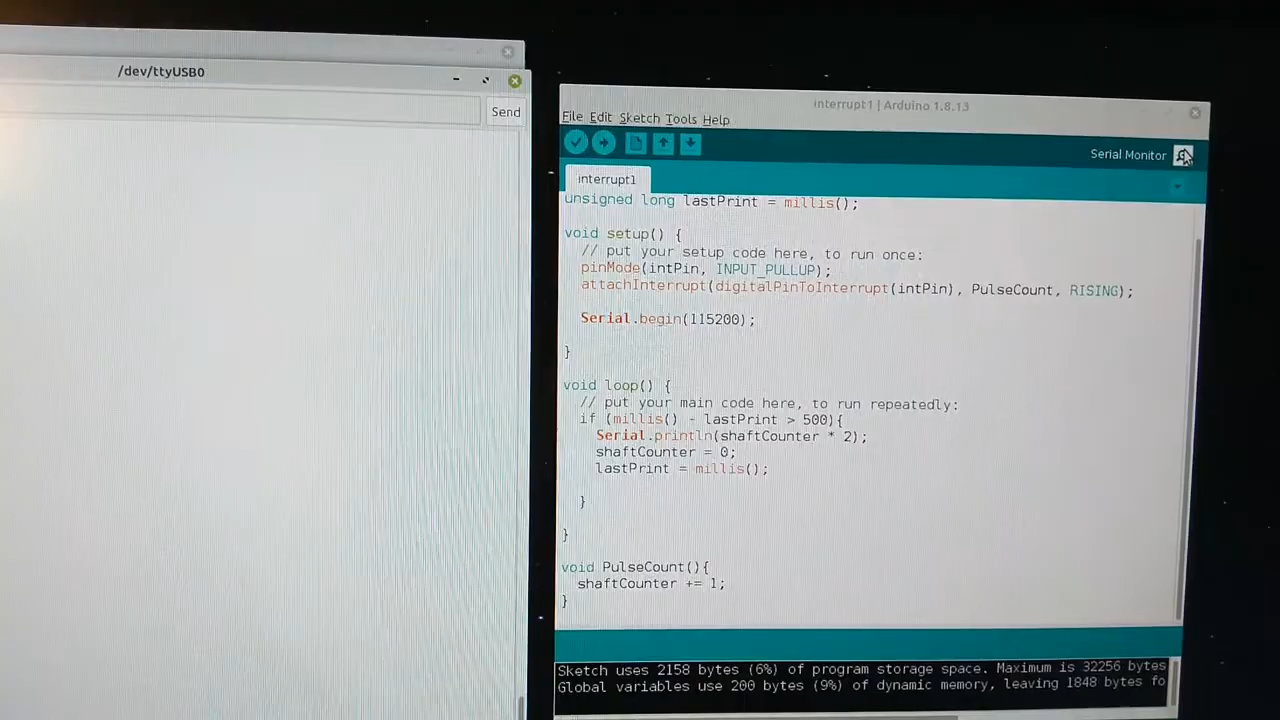 /dev/ttyUSB0
Send
interrupt1 | Arduino 1.8.13
File Edit Sketch Tools Help
Serial Monitor
interrupt1
unsigned long lastPrint = millis();
void setup() {
// put your setup code here, to run once:
pinMode(intPin, INPUT_PULLUP);
attachInterrupt(digitalPinToInterrupt(intPin), PulseCount, RISING);
Serial.begin(115200);
}
void loop() {
// put your main code here, to run repeatedly:
if (millis() - lastPrint > 500){
Serial.println(shaftCounter * 2);
shaftCounter = 0;
lastPrint = millis();
}
}
void PulseCount(){
shaftCounter += 1;
}
Sketch uses 2158 bytes (6%) of program storage space. Maximum is 32256 bytes
Global variables use 200 bytes (9%) of dynamic memory, leaving 1848 bytes fo